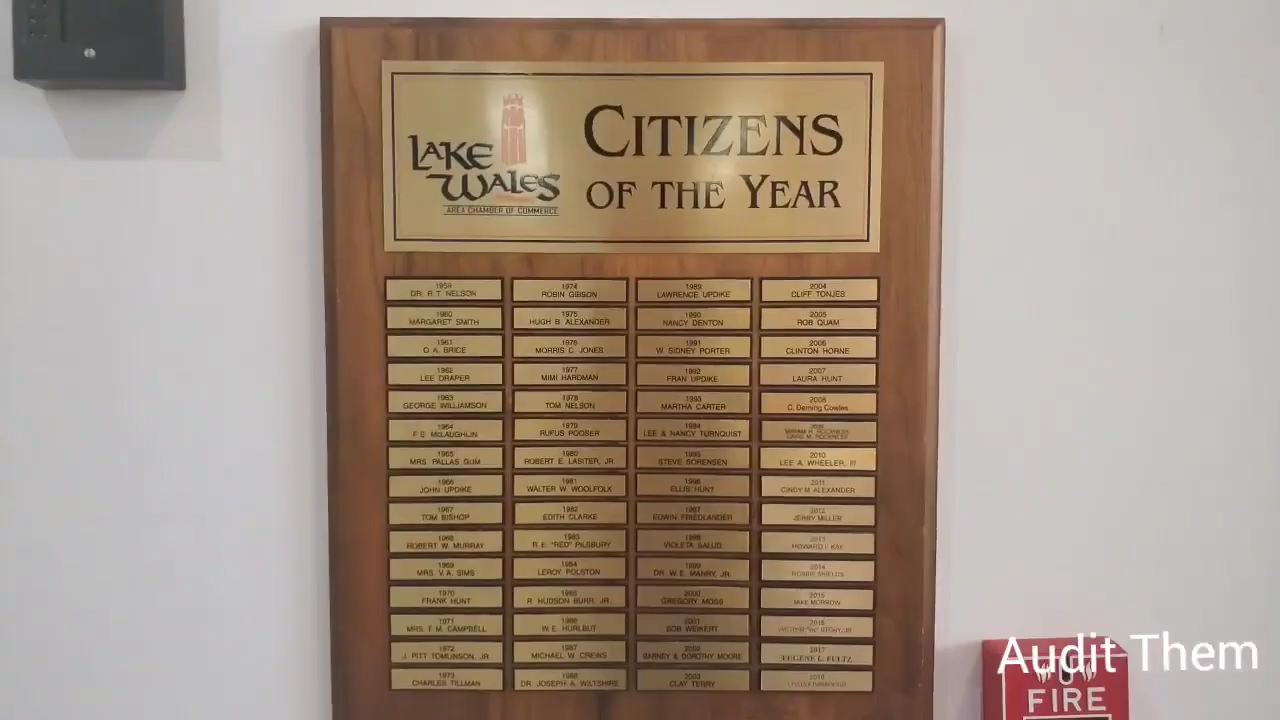 LAKE
WALES
AREA CHAMBER OF COMMERCE
CITIZENS
OF THE YEAR
1959
DR. R.T. NELSON
1960
MARGARET SMITH
1961
O.A. BRICE
1962
LEE DRAPER
1963
GEORGE WILLIAMSON
1964
F.E. McLAUGHLIN
1965
MRS. PALLAS GUM
1966
JOHN UPDIKE
1967
TOM BISHOP
1968
ROBERT W. MURRAY
1969
MRS. V.A. SIMS
1970
FRANK HUNT
1971
MRS. F.M. CAMPBELL
1972
J. PITT TOMLINSON, JR.
1973
CHARLES TILLMAN
1974
ROBIN GIBSON
1975
HUGH B. ALEXANDER
1976
MORRIS C. JONES
1977
MIMI HARDMAN
1978
TOM NELSON
1979
RUFUS POOSER
1980
ROBERT E. LASITER, JR.
1981
WALTER W. WOOLFOLK
1982
EDITH CLARKE
1983
R.E. "RED" PILSBURY
1984
LEROY POLSTON
1985
R. HUDSON BURR, JR.
1986
W.E. HURLBUT
1987
MICHAEL W. CREWS
1988
DR. JOSEPH A. WILTSHIRE
1989
LAWRENCE UPDIKE
1990
NANCY DENTON
1991
W. SIDNEY PORTER
1992
FRAN UPDIKE
1993
MARTHA CARTER
1994
LEE & NANCY TURNQUIST
1995
STEVE SORENSEN
1996
ELLIS HUNT
1997
EDWIN FRIEDLANDER
1998
VIOLETA SALUD
1999
DR. W.E. MANRY, JR.
2000
GREGORY MOSS
2001
BOB WEIKERT
2002
BARNEY & DOROTHY MOORE
2003
CLAY TERRY
2004
CLIFF TONJES
2005
ROB QUAM
2006
CLINTON HORNE
2007
LAURA HUNT
2008
C. Deming Cowles
2009
MIRIAM H. ROCKNESS
DAVID M. ROCKNESS
2010
LEE A. WHEELER, III
2011
CINDY M. ALEXANDER
2012
JERRY MILLER
2013
HOWARD I. KAY
2014
ROBBIE SHIELDS
2015
MIKE MORROW
2016
STORY, JR
2017
EUGENE L. FULTZ
2018
Audit Them
FIRE